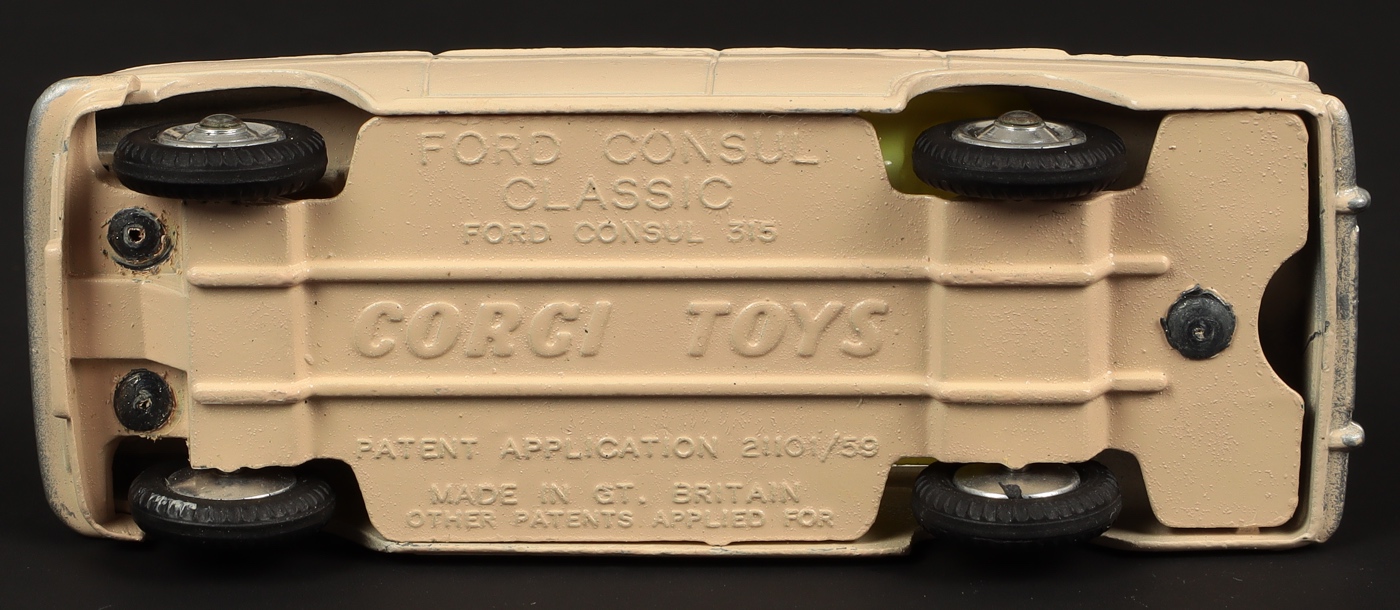 FORD CONSUL
CLASSIC
FORD CONSUL 315
CORGI TOYS
PATENT APPLICATION 21101/59
MADE IN GT. BRITAIN
OTHER PATENTS APPLIED FOR